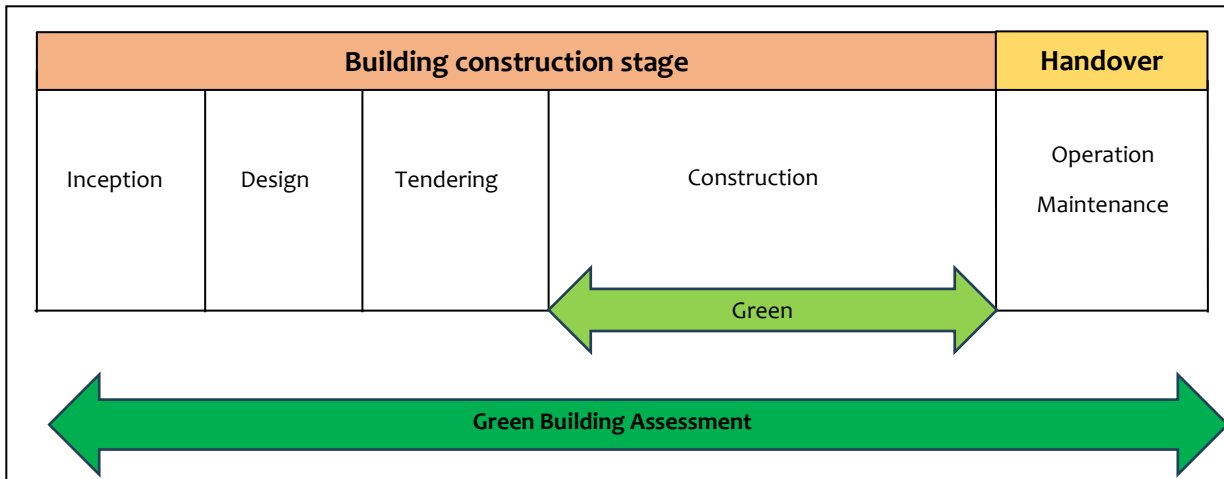 Building construction stage
Handover
Inception
Design
Tendering
Construction
Operation
Maintenance
Green
Green Building Assessment